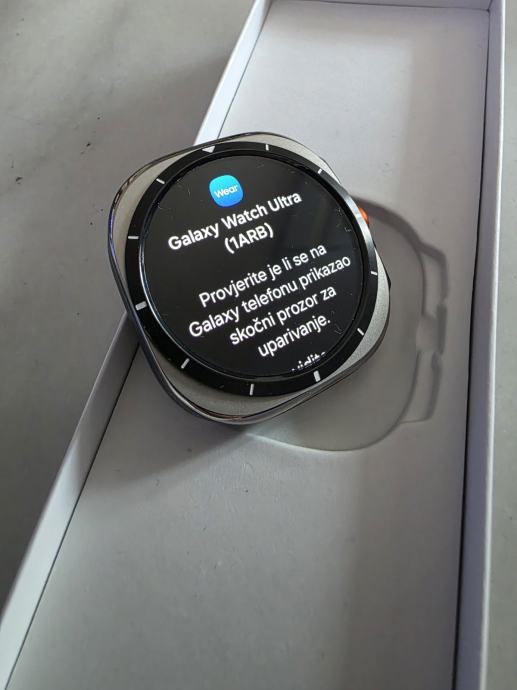 Wear
Galaxy Watch Ultra
(1ARB)
Provjerite je li se na
Galaxy telefonu prikazao
skočni prozor za
uparivanje.